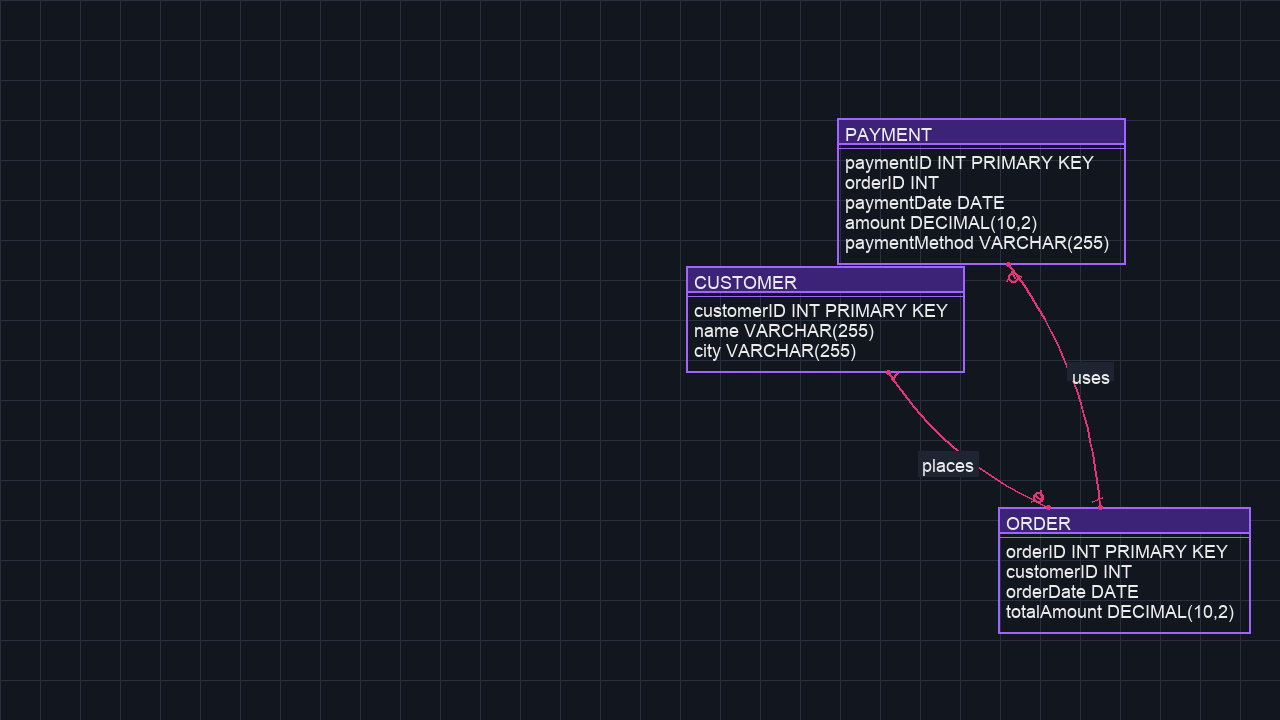 PAYMENT
paymentID INT PRIMARY KEY
orderID INT
paymentDate DATE
amount DECIMAL(10,2)
paymentMethod VARCHAR(255)
CUSTOMER
customerID INT PRIMARY KEY
name VARCHAR(255)
city VARCHAR(255)
uses
places
ORDER
orderID INT PRIMARY KEY
customerID INT
orderDate DATE
totalAmount DECIMAL(10,2)